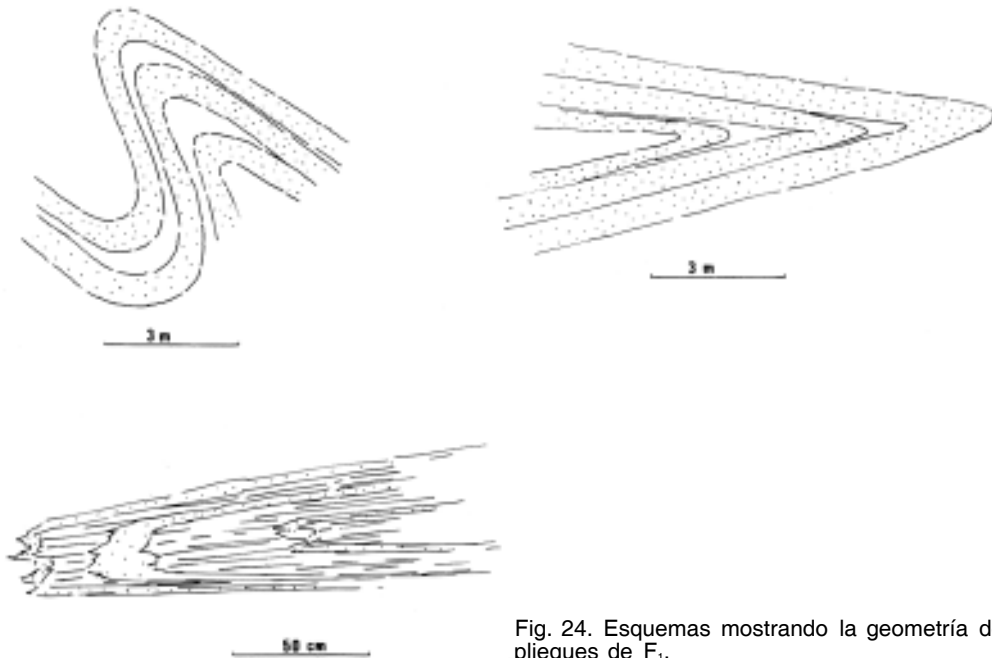 3 m
3 m
50 cm
Fig. 24. Esquemas mostrando la geometría d
pliegues de F₁.